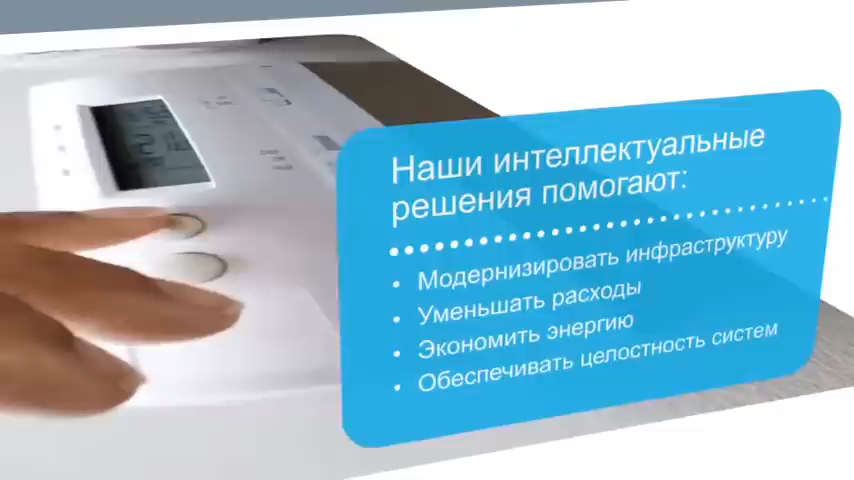 Наши интеллектуальные
решения помогают:
• Модернизировать инфраструктуру
• Уменьшать расходы
• Экономить энергию
• Обеспечивать целостность систем